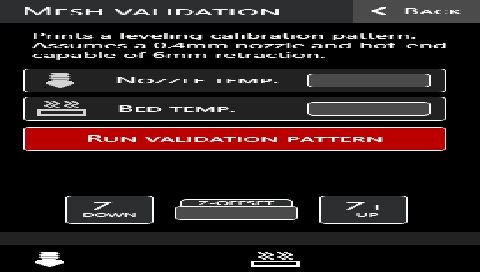 Mesh validation
< Back
Prints a leveling calibration pattern.
Assumes a 0.4mm nozzle and hot-end
capable of 6mm retraction.
Nozzle temp.
Bed temp.
Run validation pattern
Z-offset
Down
Up